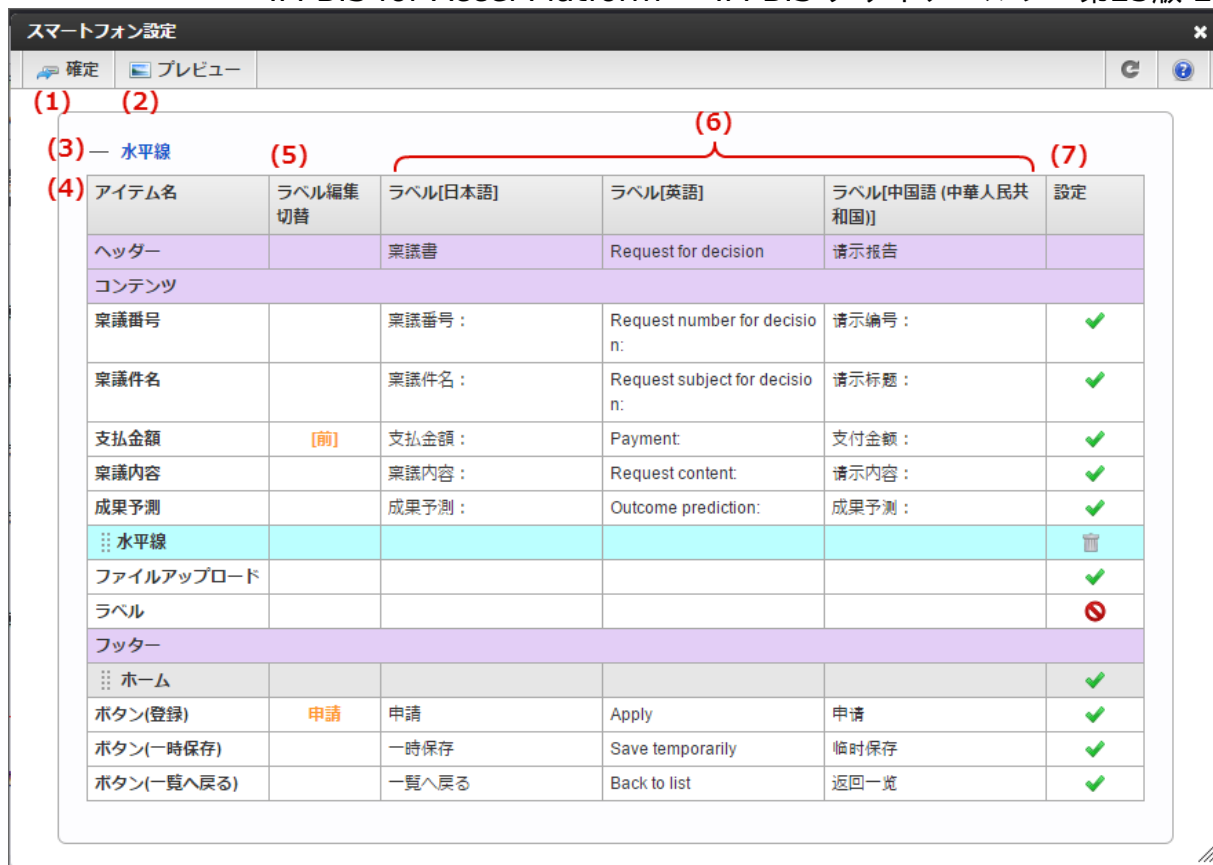 スマートフォン設定
確定 プレビュー
(1) (2)
(6)
(3) 水平線 (5) (7)
(4) アイテム名 ラベル編集切替 ラベル[日本語] ラベル[英語] ラベル[中国語 (中華人民共和国)] 設定
ヘッダー 稟議書 Request for decision 请示报告
コンテンツ
稟議番号 稟議番号： Request number for decision: 请示编号：
稟議件名 稟議件名： Request subject for decision: 请示标题：
支払金額 [前] 支払金額： Payment: 支付金额：
稟議内容 稟議内容： Request content: 请示内容：
成果予測 成果予測： Outcome prediction: 成果予测：
水平線
ファイルアップロード
ラベル
フッター
ホーム
ボタン(登録) 申請 申請 Apply 申请
ボタン(一時保存) 一時保存 Save temporarily 临时保存
ボタン(一覧へ戻る) 一覧へ戻る Back to list 返回一览